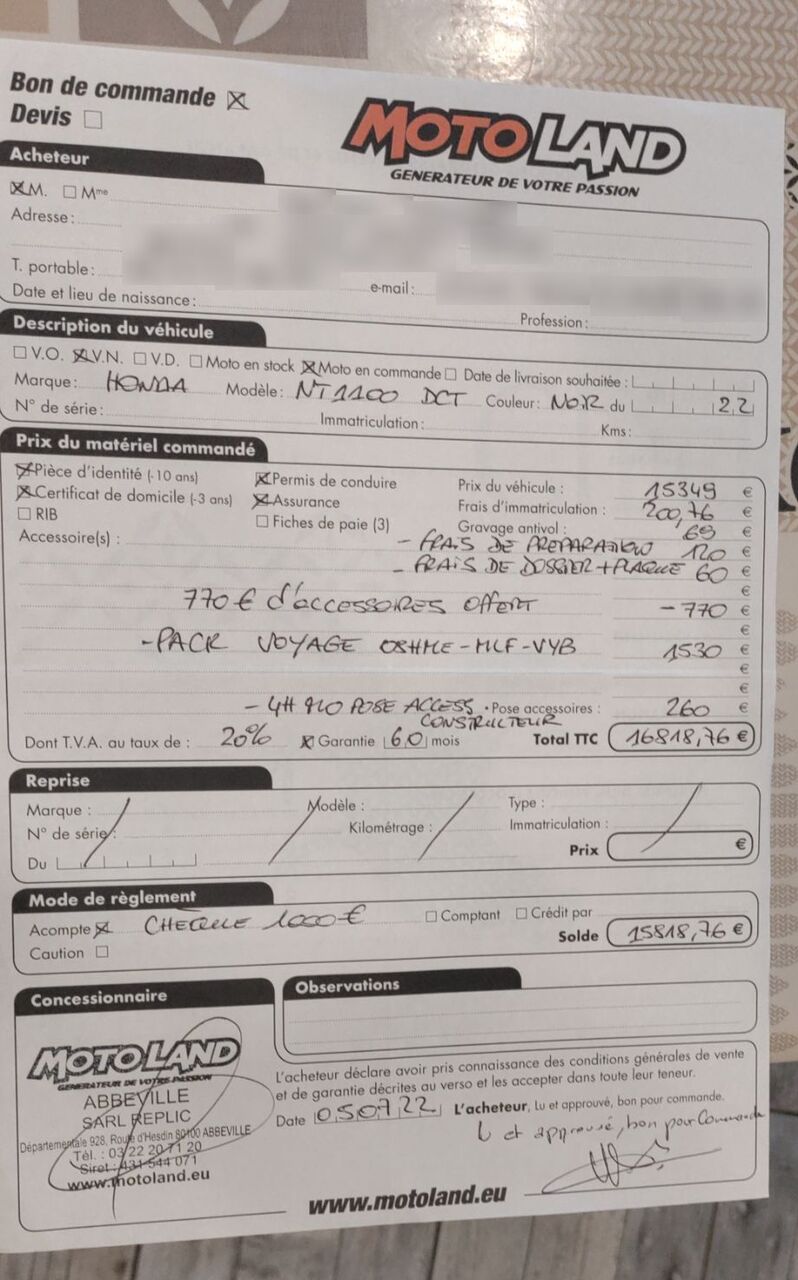 Bon de commande ☒
Devis ☐
MOTOLAND
GENERATEUR DE VOTRE PASSION
Acheteur
☒ M. ☐ Mme
Adresse :
T. portable : e-mail :
Date et lieu de naissance : Profession :
Description du véhicule
☐ V.O. ☒ V.N. ☐ V.D. ☐ Moto en stock ☒ Moto en commande ☐ Date de livraison souhaitée :
Marque : HONDA Modèle : NT1100 DCT Couleur : NOIR du 22
N° de série : Immatriculation : Kms :
Prix du matériel commandé
☒ Pièce d'identité (- 10 ans) ☒ Permis de conduire Prix du véhicule : 15349 €
☒ Certificat de domicile (-3 ans) ☒ Assurance Frais d'immatriculation : 200,76 €
☐ RIB ☐ Fiches de paie (3) Gravage antivol : 69 €
Accessoire(s) : - FRAIS DE PREPARATION 120 €
- FRAIS DE DOSSIER + PLAQUE 60 €
€
770 € d'ACCESSOIRES OFFERT - 770 €
€
- PACK VOYAGE 08HME-MLF-VYB 1530 €
€
€
- 4H POSE ACCESS. Pose accessoires : 260 €
CONSTRUCTEUR
Dont T.V.A. au taux de : 20% ☒ Garantie 60 mois Total TTC 16818,76 €
Reprise
Marque : Modèle : Type :
N° de série : Kilométrage : Immatriculation :
Du Prix €
Mode de règlement
Acompte ☒ CHEQUE 1000 € ☐ Comptant ☐ Crédit par
Caution ☐ Solde 15818,76 €
Concessionnaire
Observations
MOTOLAND
GENERATEUR DE VOTRE PASSION
ABBEVILLE
SARL REPLIC
Départementale 928, Route d'Hesdin 80100 ABBEVILLE
Tél. : 03 22 20 71 20
Siret : 431 544 071
www.motoland.eu
L'acheteur déclare avoir pris connaissance des conditions générales de vente
et de garantie décrites au verso et les accepter dans toute leur teneur.
Date 050722 L'acheteur, Lu et approuvé, bon pour commande.
Lu et approuvé, bon pour Commande
www.motoland.eu